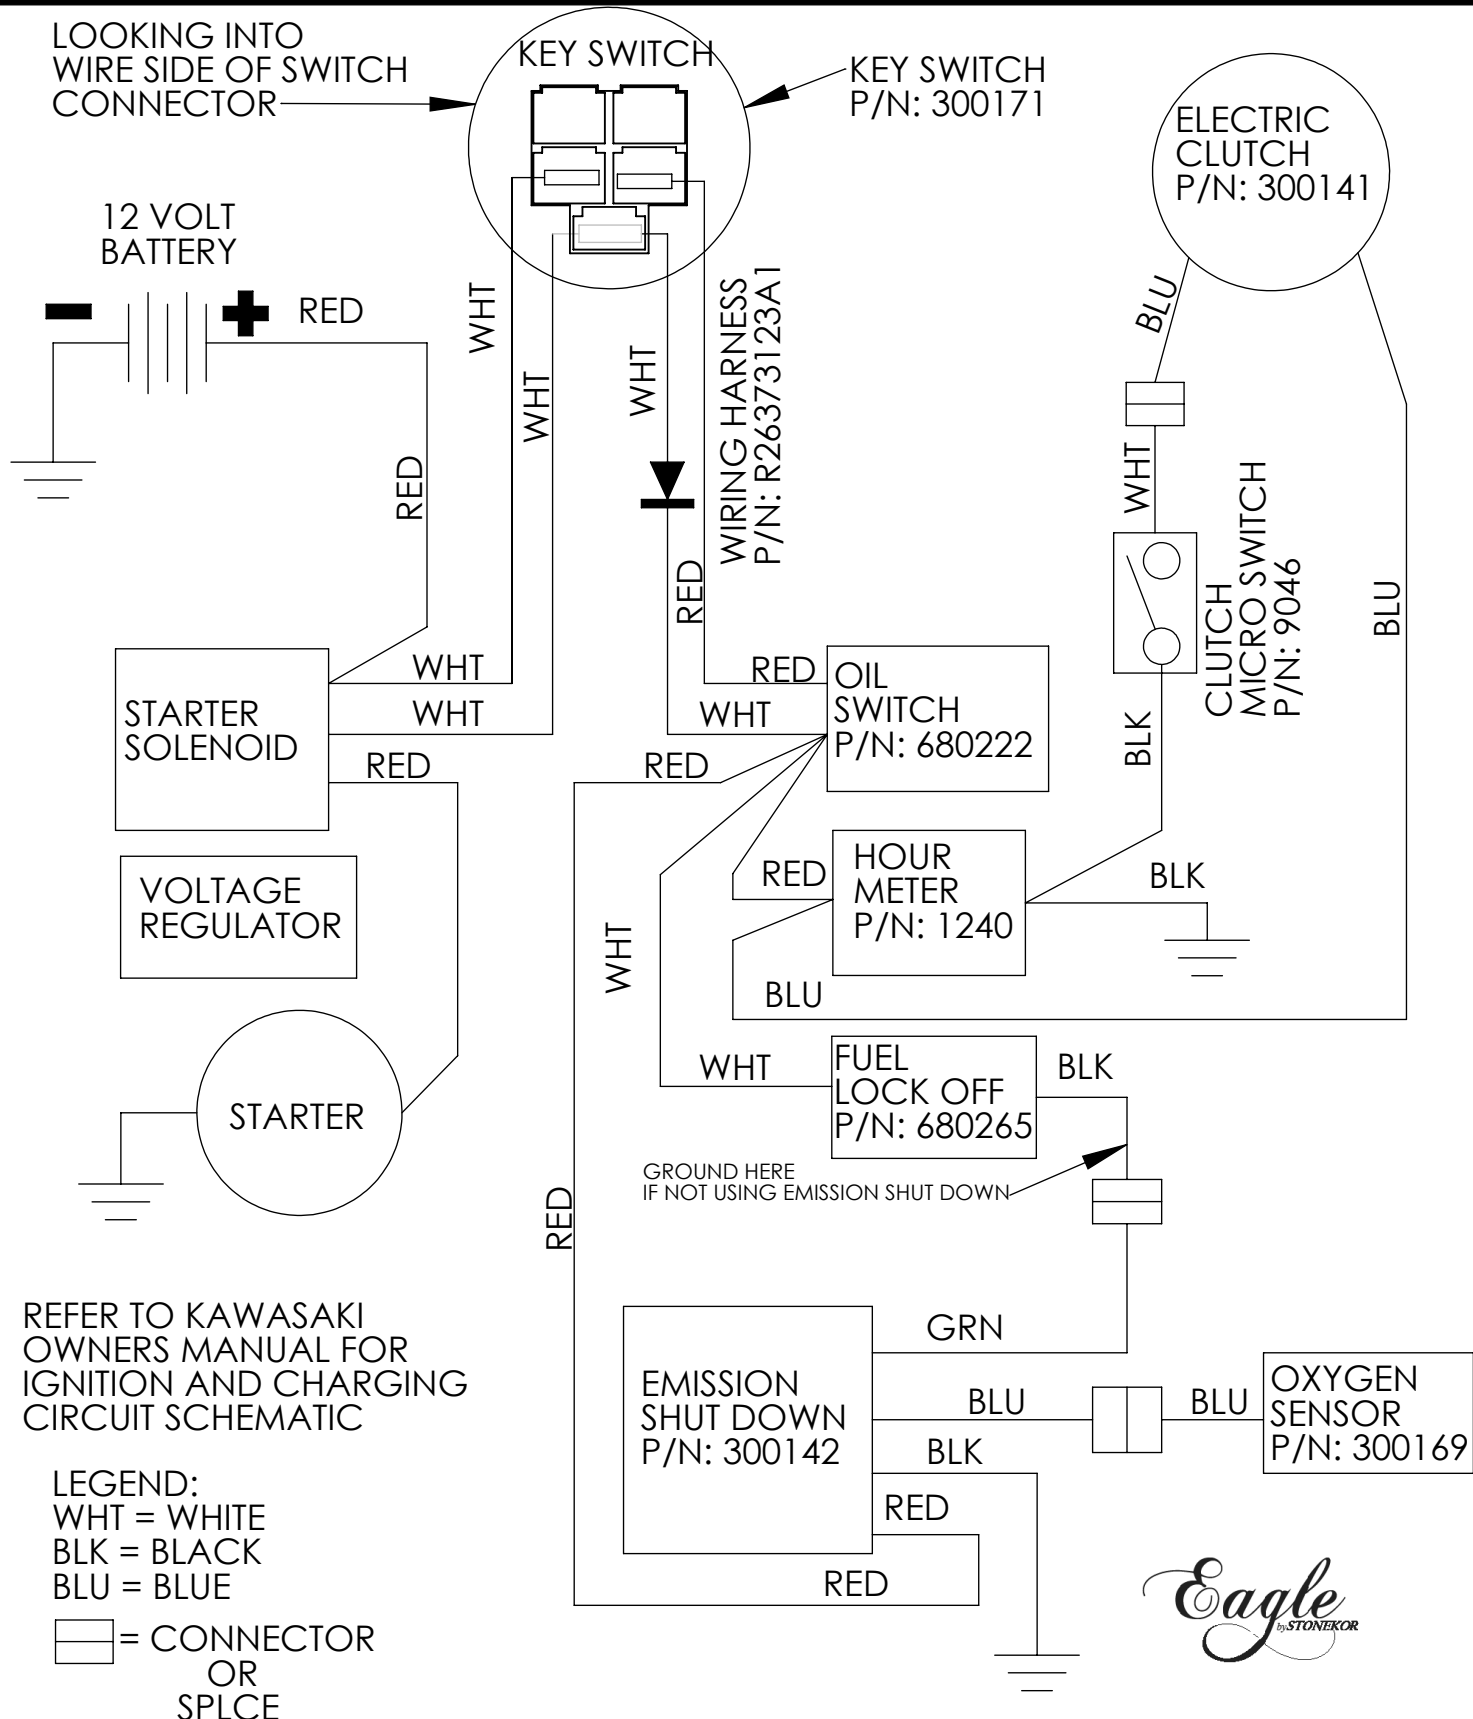 LOOKING INTO
WIRE SIDE OF SWITCH
CONNECTOR
KEY SWITCH
KEY SWITCH
P/N: 300171
ELECTRIC
CLUTCH
P/N: 300141
12 VOLT
BATTERY
RED
WHT
WHT
WHT
WIRING HARNESS
P/N: R26373123A1
BLU
WHT
RED
RED
CLUTCH
MICRO SWITCH
P/N: 9046
BLU
BLK
STARTER
SOLENOID
WHT
WHT
RED
RED
WHT
RED
OIL
SWITCH
P/N: 680222
VOLTAGE
REGULATOR
RED
HOUR
METER
P/N: 1240
BLK
WHT
BLU
STARTER
WHT
FUEL
LOCK OFF
P/N: 680265
BLK
GROUND HERE
IF NOT USING EMISSION SHUT DOWN
RED
REFER TO KAWASAKI
OWNERS MANUAL FOR
IGNITION AND CHARGING
CIRCUIT SCHEMATIC
EMISSION
SHUT DOWN
P/N: 300142
GRN
BLU
BLU
BLK
RED
RED
OXYGEN
SENSOR
P/N: 300169
LEGEND:
WHT = WHITE
BLK = BLACK
BLU = BLUE
= CONNECTOR
OR
SPLCE
Eagle
by STONEKOR